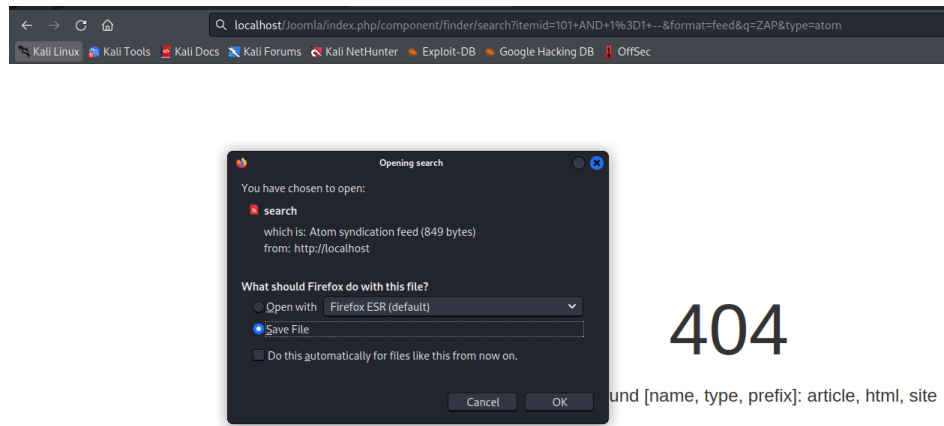 localhost/Joomla/index.php/component/finder/search?itemid=101+AND+1%3D1+--&format=feed&q=ZAP&type=atom
Kali Linux Kali Tools Kali Docs Kali Forums Kali NetHunter Exploit-DB Google Hacking DB OffSec
Opening search
You have chosen to open:
search
which is: Atom syndication feed (849 bytes)
from: http://localhost
What should Firefox do with this file?
Open with Firefox ESR (default)
Save File
Do this automatically for files like this from now on.
Cancel OK
404
und [name, type, prefix]: article, html, site